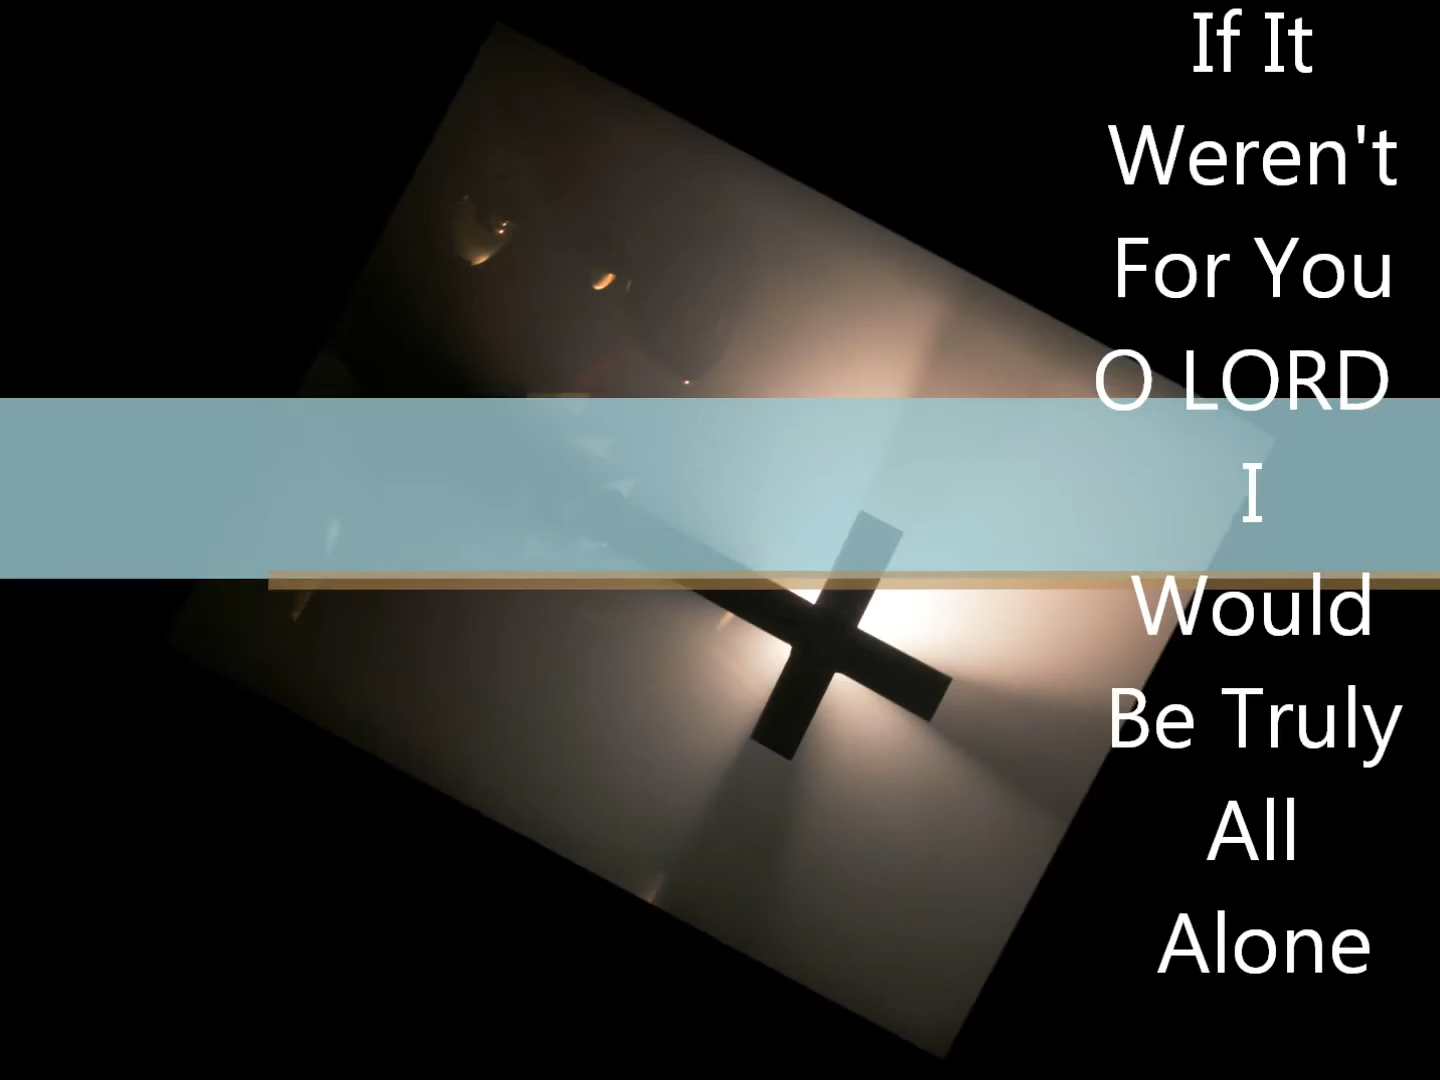 If It
Weren't
For You
O LORD
I
Would
Be Truly
All
Alone